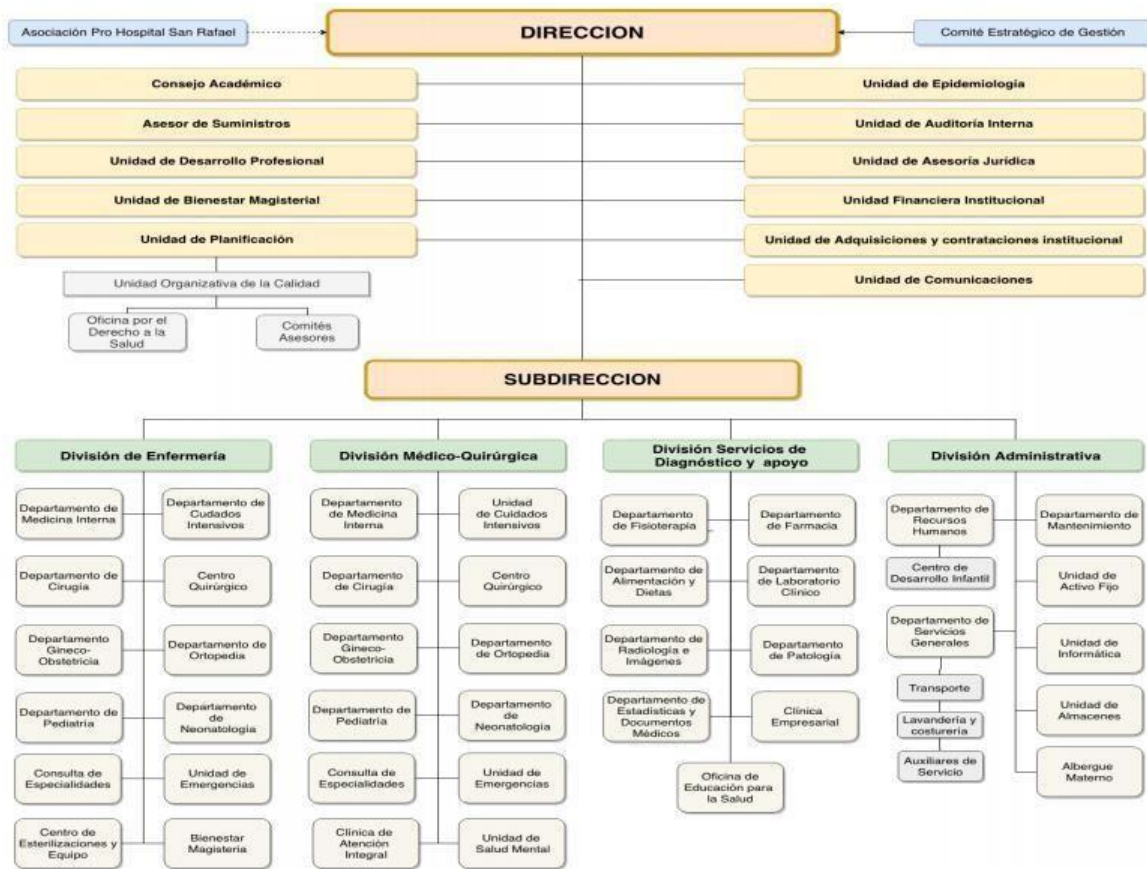 Asociación Pro Hospital San Rafael
DIRECCION
Comité Estratégico de Gestión
Consejo Académico
Unidad de Epidemiología
Asesor de Suministros
Unidad de Auditoría Interna
Unidad de Desarrollo Profesional
Unidad de Asesoría Jurídica
Unidad de Bienestar Magisterial
Unidad Financiera Institucional
Unidad de Planificación
Unidad de Adquisiciones y contrataciones institucional
Unidad Organizativa de la Calidad
Unidad de Comunicaciones
Oficina por el
Derecho a la
Salud
Comités
Asesores
SUBDIRECCION
División de Enfermería
División Médico-Quirúrgica
División Servicios de
Diagnóstico y apoyo
División Administrativa
Departamento de
Medicina Interna
Departamento de
Cudados
Intensivos
Departamento de
Cirugía
Centro
Quirúrgico
Departamento
Gineco-
Obstetricia
Departamento de
Ortopedia
Departamento de
Pediatría
Departamento de
Neonatología
Consulta de
Especialidades
Unidad de
Emergencias
Centro de
Esterilizaciones y
Equipo
Bienestar
Magisteria
Departamento
de Medicina
Interna
Unidad
de Cuidados
Intensivos
Departamento
de Cirugía
Centro
Quirúrgico
Departamento
Gineco-
Obstetricia
Departamento
de Ortopedia
Departamento
de Pediatría
Departamento
de
Neonatología
Consulta de
Especialidades
Unidad de
Emergencias
Clínica de
Atención
Integral
Unidad de
Salud Mental
Departamento
de Fisioterapia
Departamento
de Farmacia
Departamento de
Alimentación y
Dietas
Departamento
de Laboratorio
Clínico
Departamento de
Radiología e
Imágenes
Departamento
de Patología
Departamento de
Estadísticas y
Documentos
Médicos
Clínica
Empresarial
Oficina de
Educación para
la Salud
Departamento de
Recursos
Humanos
Departamento de
Mantenimiento
Centro de
Desarrollo Infantil
Unidad de
Activo Fijo
Departamento de
Servicios
Generales
Unidad de
Informática
Transporte
Lavandería y
costurería
Unidad de
Almacenes
Auxiliares de
Servicio
Albergue
Materno